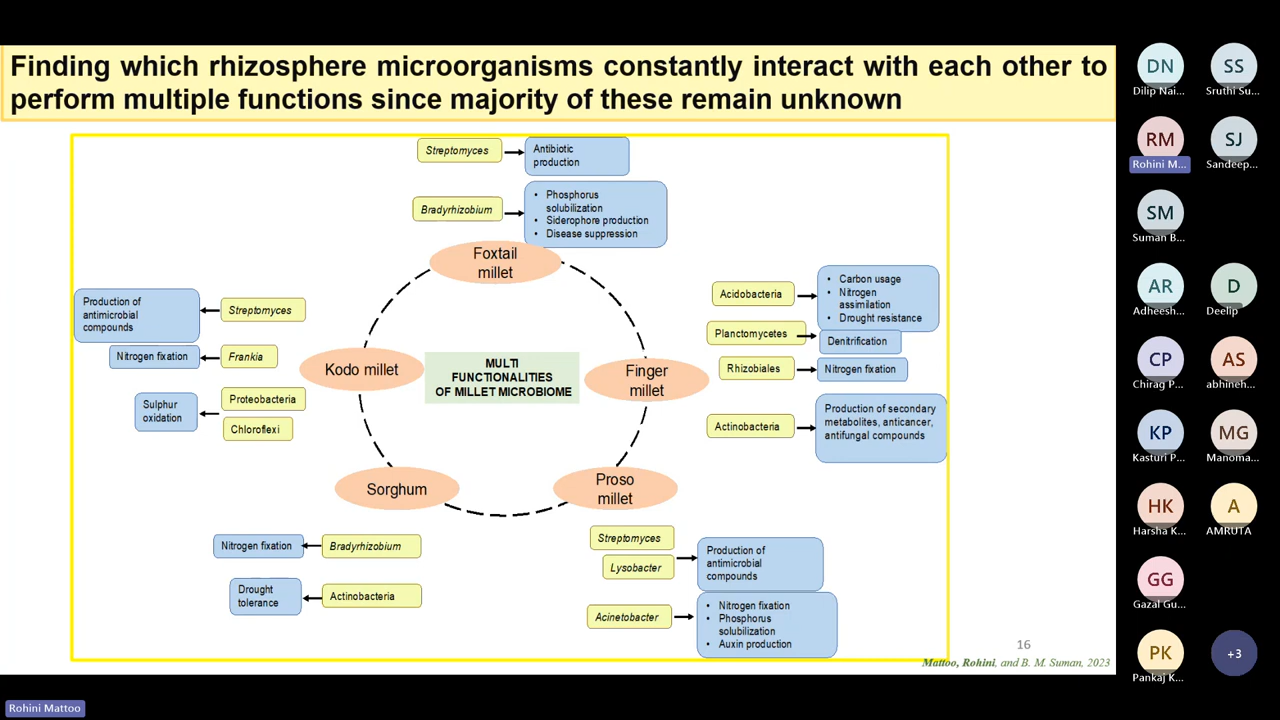 Finding which rhizosphere microorganisms constantly interact with each other to
perform multiple functions since majority of these remain unknown
Streptomyces
Antibiotic
production
Bradyrhizobium
• Phosphorus
solubilization
• Siderophore production
• Disease suppression
Foxtail
millet
Production of
antimicrobial
compounds
Streptomyces
Nitrogen fixation
Frankia
Sulphur
oxidation
Proteobacteria
Chloroflexi
Kodo millet
MULTI
FUNCTIONALITIES
OF MILLET MICROBIOME
Finger
millet
Acidobacteria
• Carbon usage
• Nitrogen
assimilation
• Drought resistance
Planctomycetes
Denitrification
Rhizobiales
Nitrogen fixation
Actinobacteria
Production of secondary
metabolites, anticancer,
antifungal compounds
Sorghum
Proso
millet
Nitrogen fixation
Bradyrhizobium
Drought
tolerance
Actinobacteria
Streptomyces
Lysobacter
Production of
antimicrobial
compounds
Acinetobacter
• Nitrogen fixation
• Phosphorus
solubilization
• Auxin production
16
Mattoo, Rohini, and B. M. Suman, 2023
DN
Dilip Nai...
SS
Sruthi Su...
RM
Rohini M...
SJ
Sandeep...
SM
Suman B...
AR
Adheesh...
D
Deelip
CP
Chirag P...
AS
abhineh...
KP
Kasturi P...
MG
Manoma...
HK
Harsha K...
A
AMRUTA
GG
Gazal Gu...
PK
Pankaj K...
+3
Rohini Mattoo